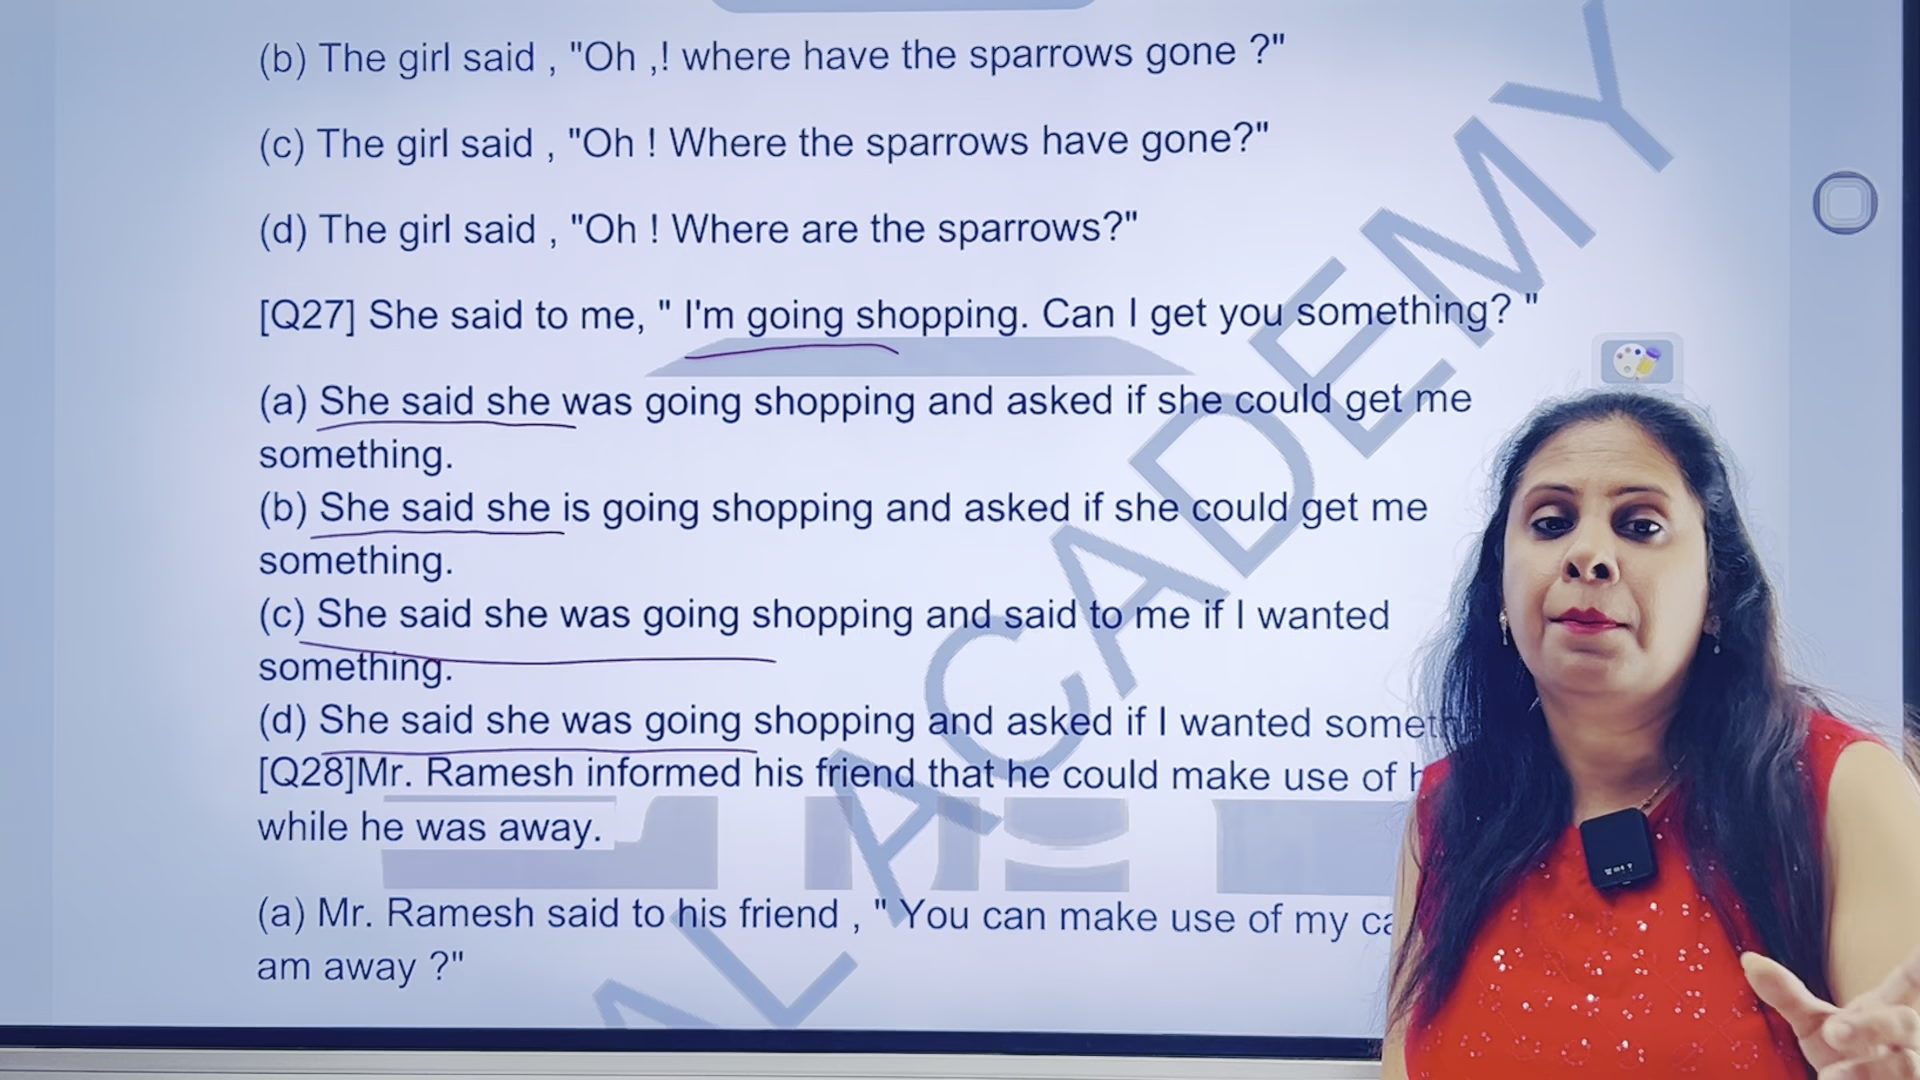 (b) The girl said , "Oh ,! where have the sparrows gone ?"
(c) The girl said , "Oh ! Where the sparrows have gone?"
(d) The girl said , "Oh ! Where are the sparrows?"
[Q27] She said to me, " I'm going shopping. Can I get you something? "
(a) She said she was going shopping and asked if she could get me
something.
(b) She said she is going shopping and asked if she could get me
something.
(c) She said she was going shopping and said to me if I wanted
something.
(d) She said she was going shopping and asked if I wanted
[Q28]Mr. Ramesh informed his friend that he could make use of
while he was away.
(a) Mr. Ramesh said to his friend , " You can make use of my
am away ?"
ACADEMY